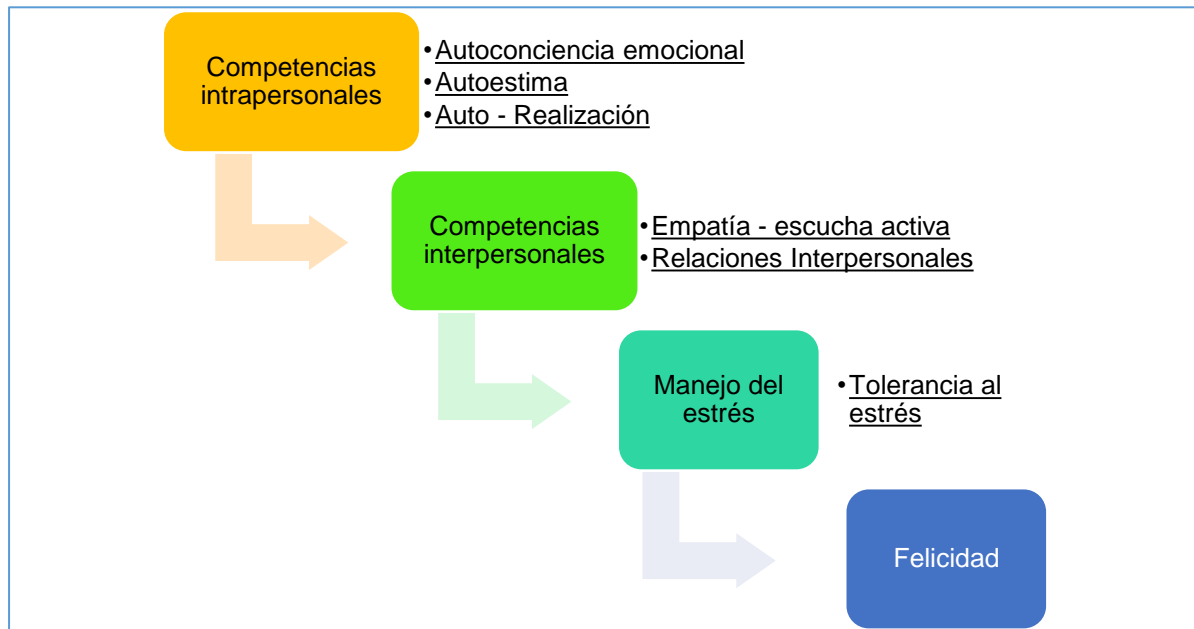 Competencias
intrapersonales
•Autoconciencia emocional
•Autoestima
•Auto - Realización
Competencias
interpersonales
•Empatía - escucha activa
•Relaciones Interpersonales
Manejo del
estrés
•Tolerancia al
estrés
Felicidad